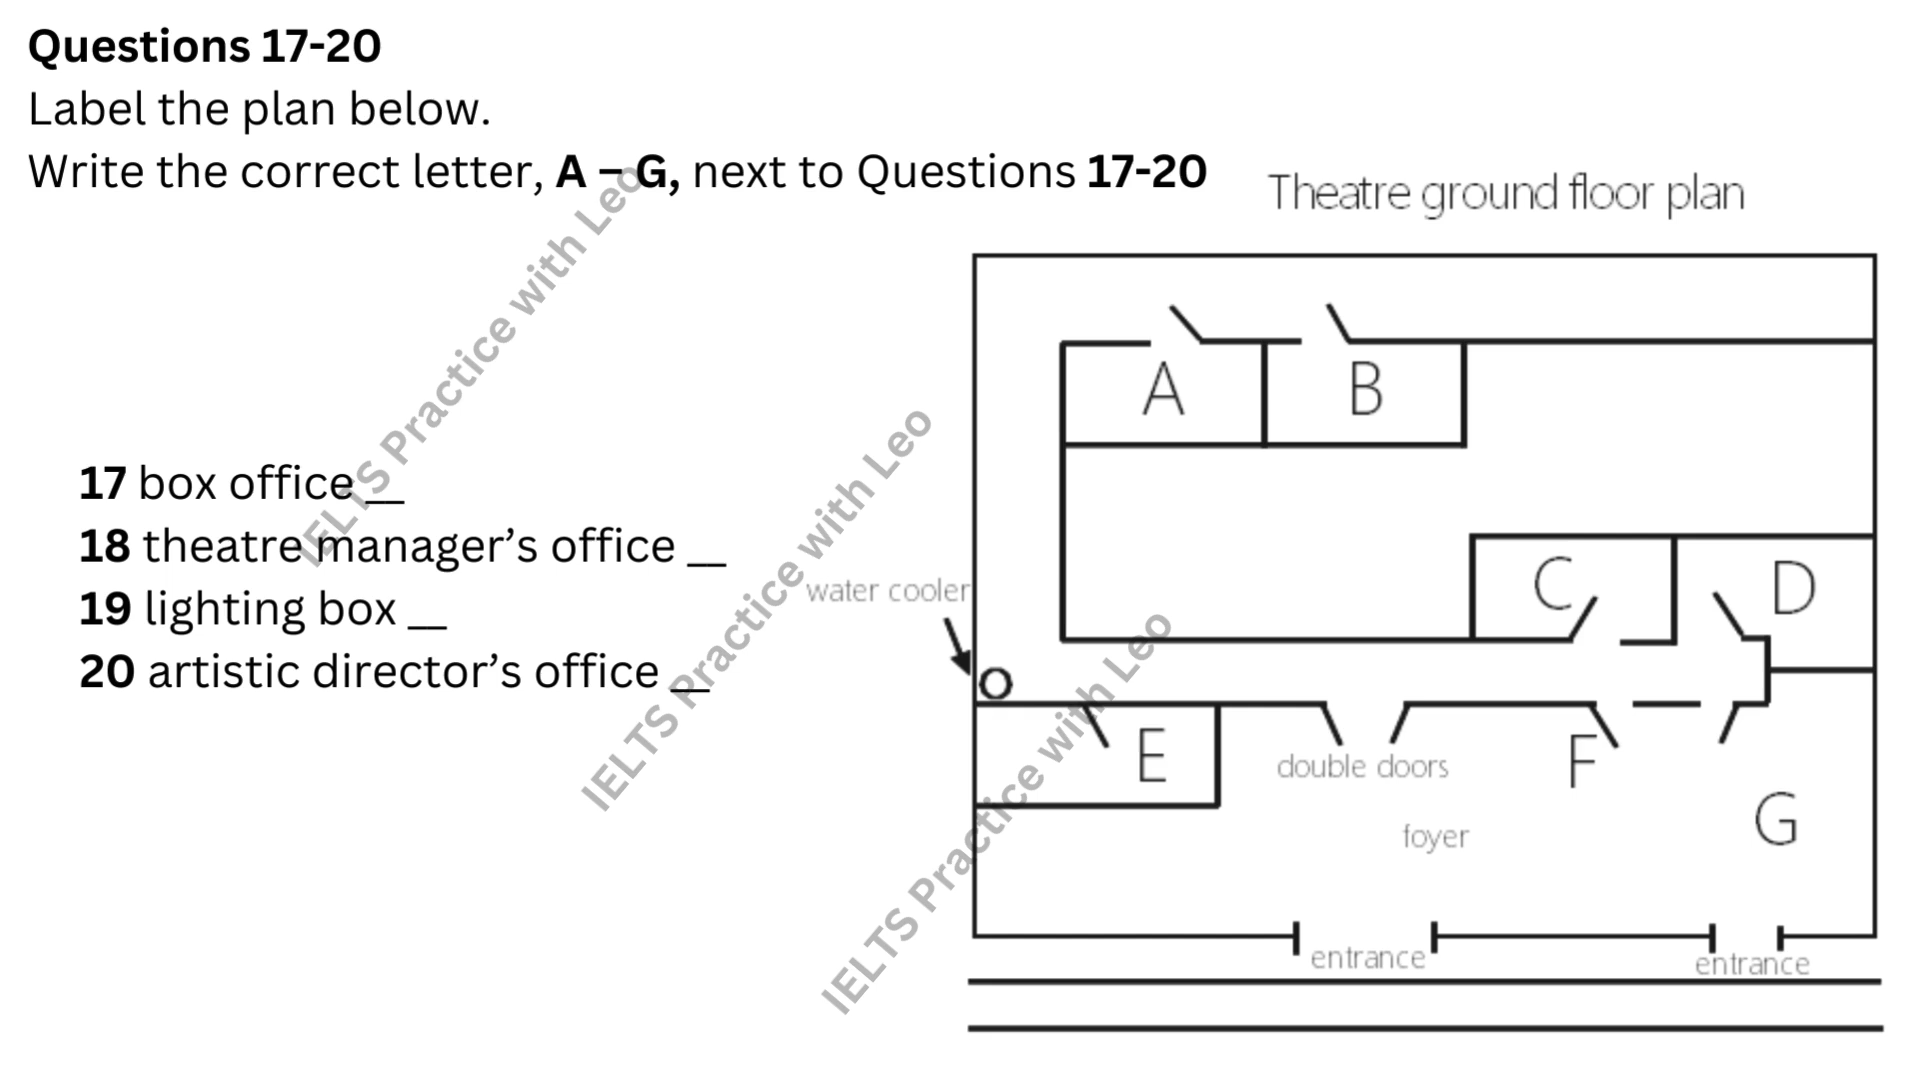 Questions 17-20
Label the plan below.
Write the correct letter, A – G, next to Questions 17-20
Theatre ground floor plan
17 box office __
18 theatre manager’s office __
19 lighting box __
20 artistic director’s office __
A
B
C
D
water cooler
E
double doors
F
foyer
G
entrance
entrance
IELTS Practice with Leo
IELTS Practice with Leo
IELTS Practice with Leo